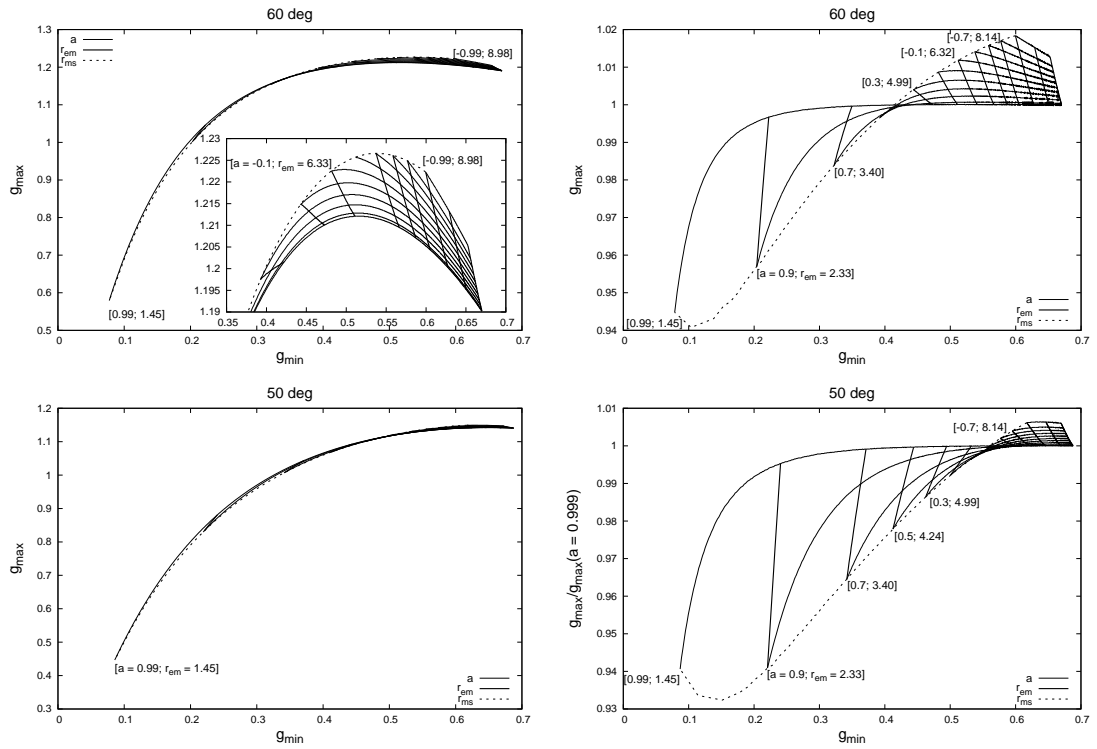 60 deg
1.3
1.2
1.1
1
0.9
0.8
0.7
0.6
0.5
g_max
a
r_em
r_ms
[-0.99; 8.98]
[0.99; 1.45]
1.23
1.225
1.22
1.215
1.21
1.205
1.2
1.195
1.19
[a = -0.1; r_em = 6.33]
[-0.99; 8.98]
0.35 0.4 0.45 0.5 0.55 0.6 0.65 0.7
0 0.1 0.2 0.3 0.4 0.5 0.6 0.7
g_min
60 deg
1.02
1.01
1
0.99
0.98
0.97
0.96
0.95
0.94
g_max
[-0.7; 8.14]
[-0.1; 6.32]
[0.3; 4.99]
[0.7; 3.40]
[a = 0.9; r_em = 2.33]
[0.99; 1.45]
a
r_em
r_ms
0 0.1 0.2 0.3 0.4 0.5 0.6 0.7
g_min
50 deg
1.2
1.1
1
0.9
0.8
0.7
0.6
0.5
0.4
0.3
g_max
[a = 0.99; r_em = 1.45]
a
r_em
r_ms
0 0.1 0.2 0.3 0.4 0.5 0.6 0.7
g_min
50 deg
1.01
1
0.99
0.98
0.97
0.96
0.95
0.94
0.93
g_max/g_max(a = 0.999)
[-0.7; 8.14]
[0.3; 4.99]
[0.5; 4.24]
[0.7; 3.40]
[a = 0.9; r_em = 2.33]
[0.99; 1.45]
a
r_em
r_ms
0 0.1 0.2 0.3 0.4 0.5 0.6 0.7
g_min